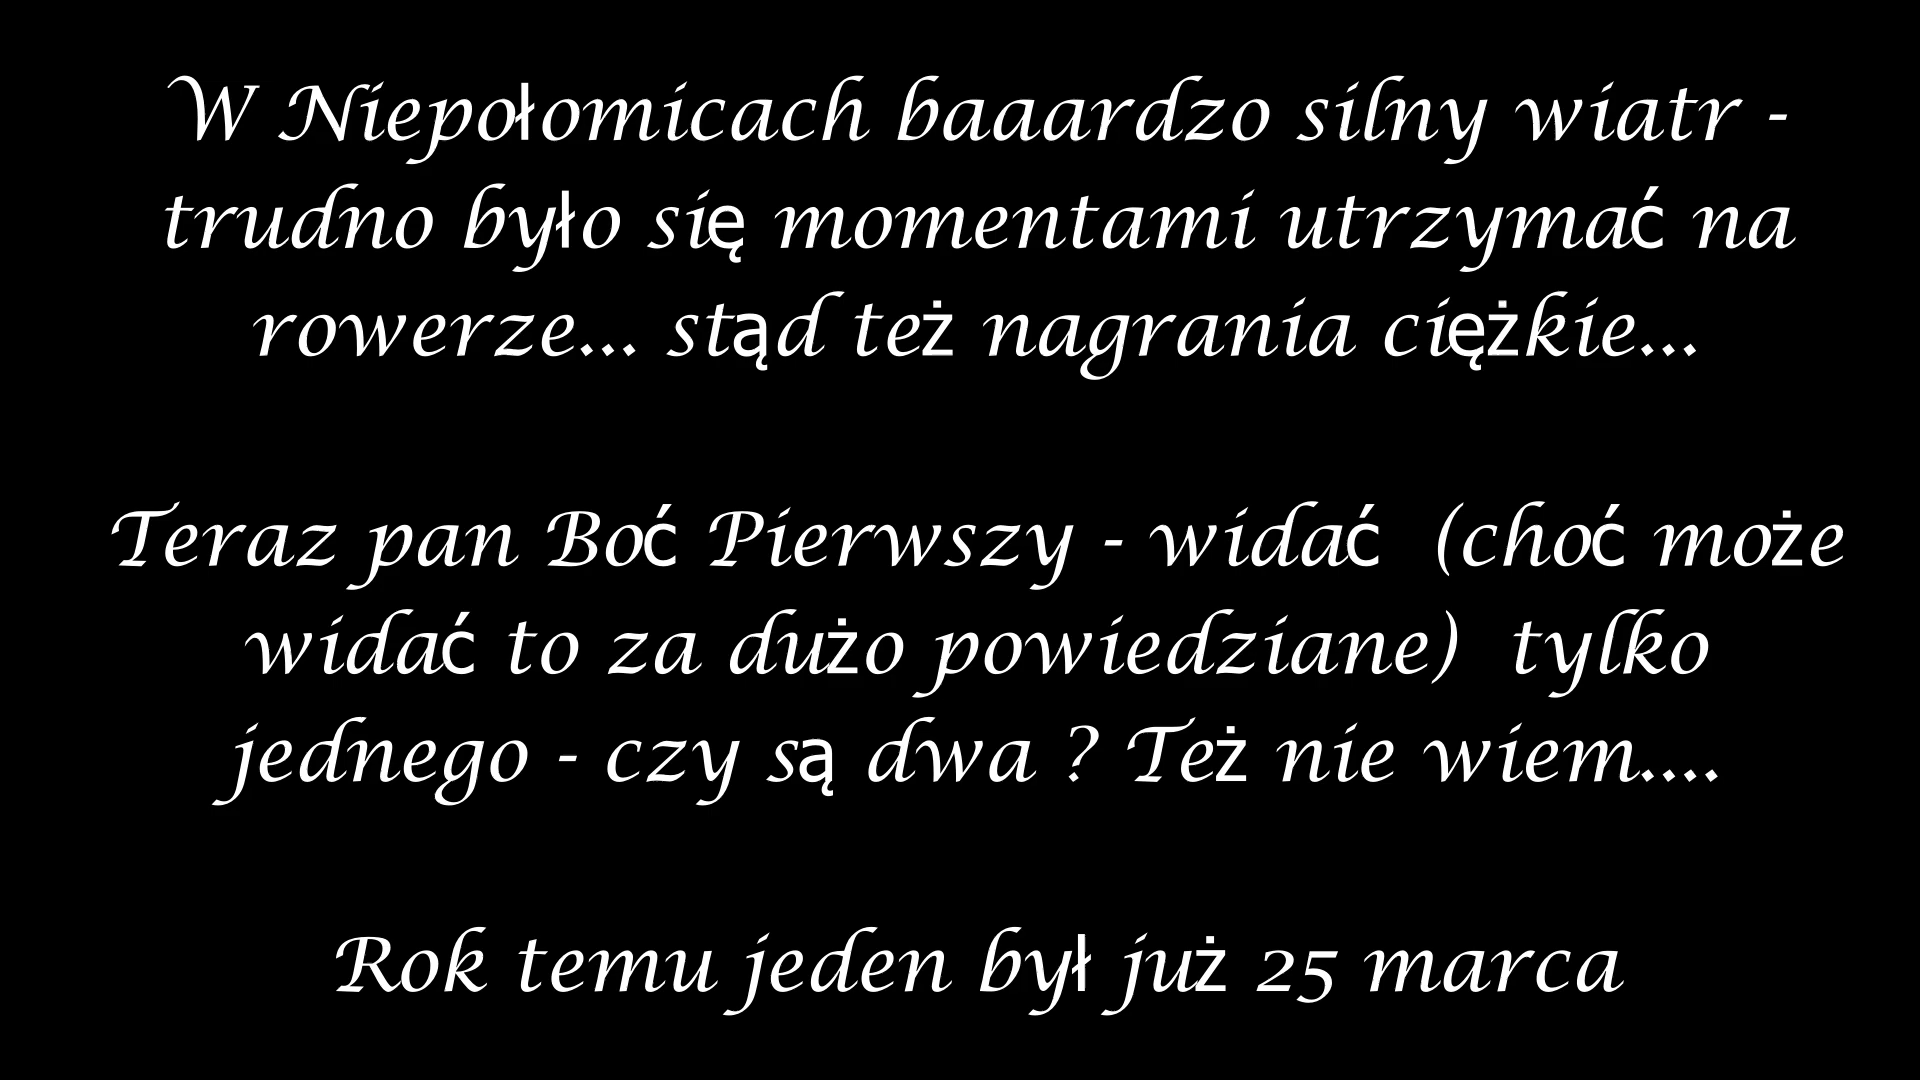 W Niepołomicach baaardzo silny wiatr -
trudno było się momentami utrzymać na
rowerze... stąd też nagrania ciężkie...
Teraz pan Boć Pierwszy - widać  (choć może
widać to za dużo powiedziane)  tylko
jednego - czy są dwa ? Też nie wiem....
Rok temu jeden był już 25 marca